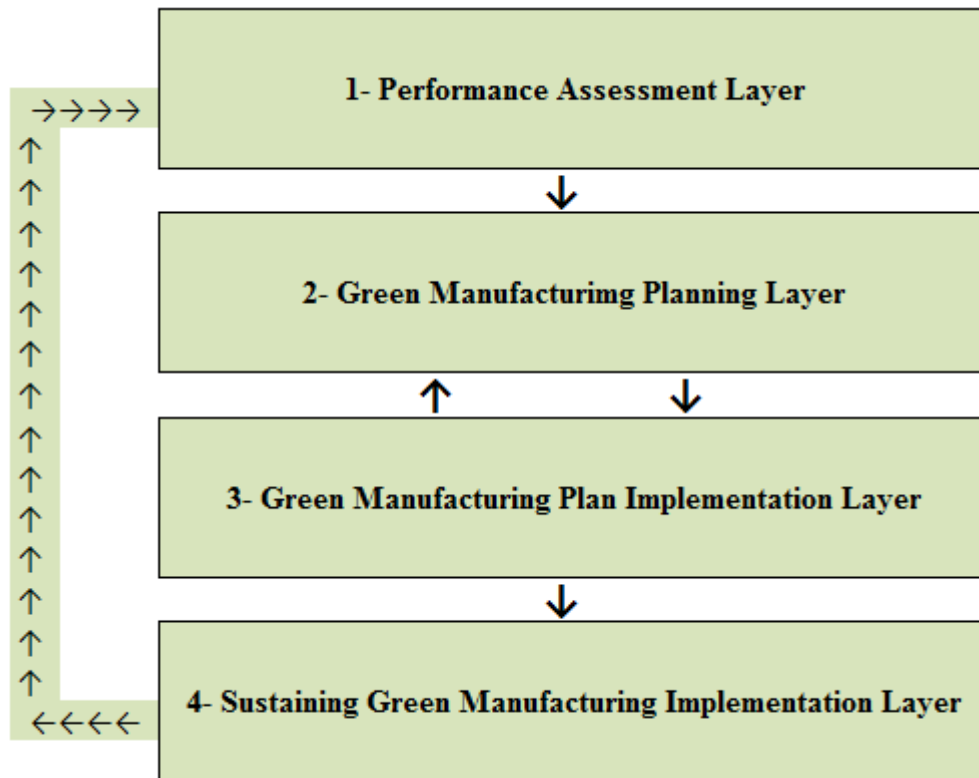 1- Performance Assessment Layer
2- Green Manufacturimg Planning Layer
3- Green Manufacturing Plan Implementation Layer
4- Sustaining Green Manufacturing Implementation Layer